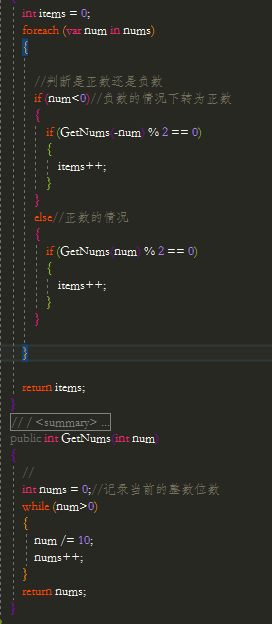 int items = 0;
foreach (var num in nums)
{
//判断是正数还是负数
if (num<0)//负数的情况下转为正数
{
if (GetNums(-num) % 2 == 0)
{
items++;
}
}
else//正数的情况
{
if (GetNums(num) % 2 == 0)
{
items++;
}
}
}
return items;
}
/// <summary> ...
public int GetNums(int num)
{
//
int nums = 0;//记录当前的整数位数
while (num>0)
{
num /= 10;
nums++;
}
return nums;
}